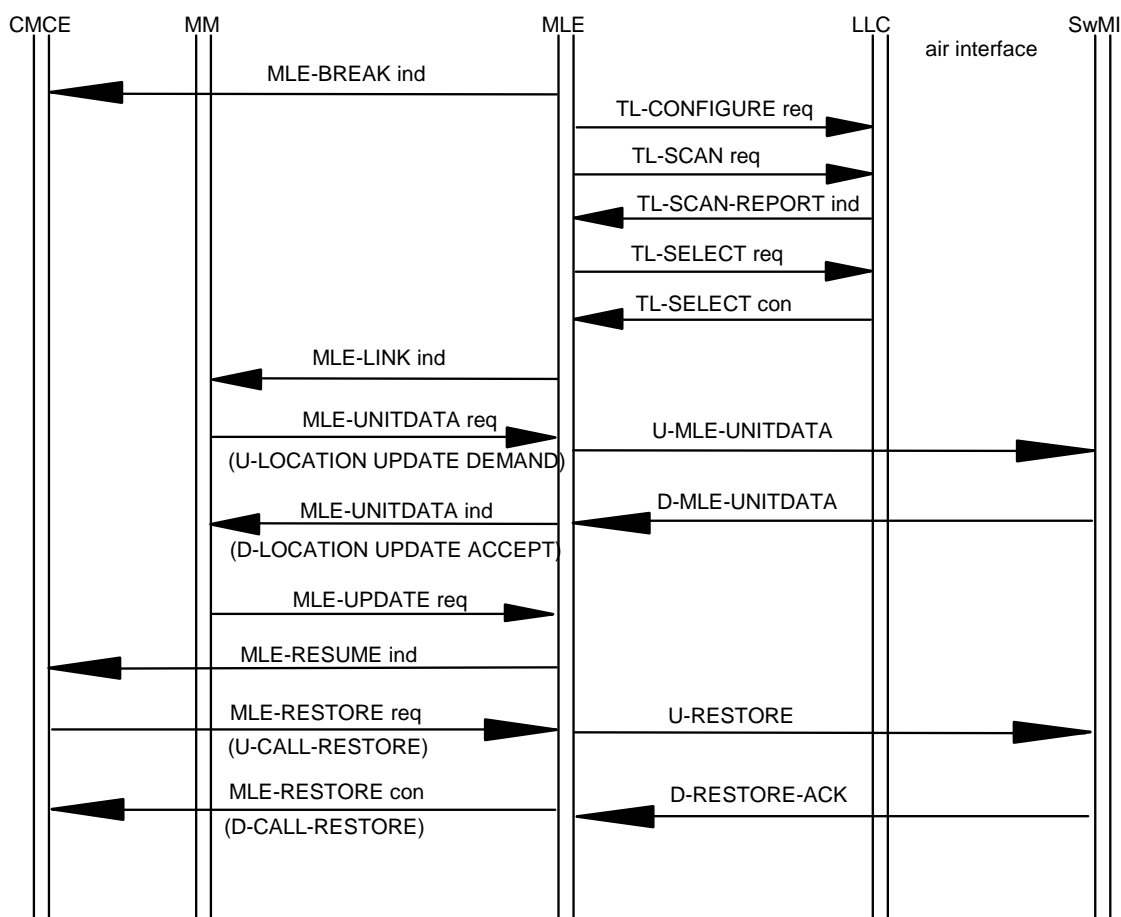 CMCE MM MLE LLC SwMI
air interface
MLE-BREAK ind
TL-CONFIGURE req
TL-SCAN req
TL-SCAN-REPORT ind
TL-SELECT req
TL-SELECT con
MLE-LINK ind
MLE-UNITDATA req
U-MLE-UNITDATA
(U-LOCATION UPDATE DEMAND)
MLE-UNITDATA ind
D-MLE-UNITDATA
(D-LOCATION UPDATE ACCEPT)
MLE-UPDATE req
MLE-RESUME ind
MLE-RESTORE req
U-RESTORE
(U-CALL-RESTORE)
MLE-RESTORE con
D-RESTORE-ACK
(D-CALL-RESTORE)